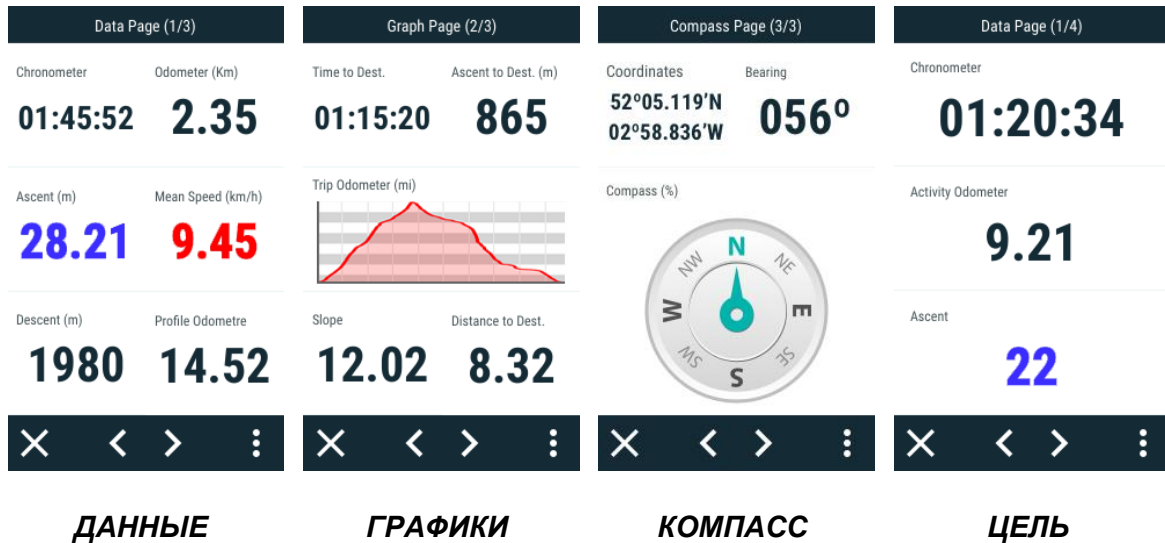 Data Page (1/3)
Chronometer Odometer (Km)
01:45:52 2.35
Ascent (m) Mean Speed (km/h)
28.21 9.45
Descent (m) Profile Odometre
1980 14.52
Graph Page (2/3)
Time to Dest. Ascent to Dest. (m)
01:15:20 865
Trip Odometer (mi)
Slope Distance to Dest.
12.02 8.32
Compass Page (3/3)
Coordinates Bearing
52º05.119'N
02º58.836'W
056º
Compass (%)
N
NW NE
W E
SW SE
S
Data Page (1/4)
Chronometer
01:20:34
Activity Odometer
9.21
Ascent
22
ДАННЫЕ ГРАФИКИ КОМПАСС ЦЕЛЬ